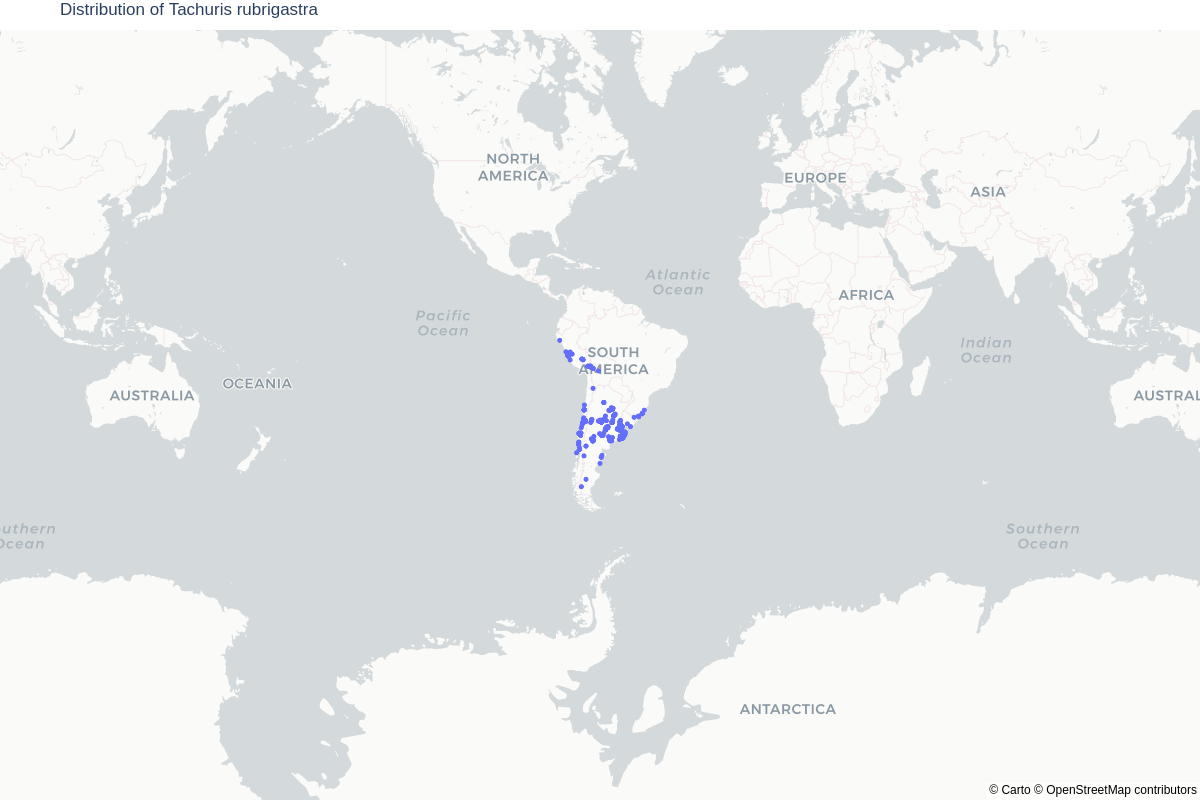 Distribution of Tachuris rubrigastra
NORTH
AMERICA
EUROPE
ASIA
Atlantic
Ocean
AFRICA
Pacific
Ocean
SOUTH
AMERICA
Indian
Ocean
OCEANIA
AUSTRALIA
AUSTRAL
uthern
Ocean
Southern
Ocean
ANTARCTICA
© Carto © OpenStreetMap contributors